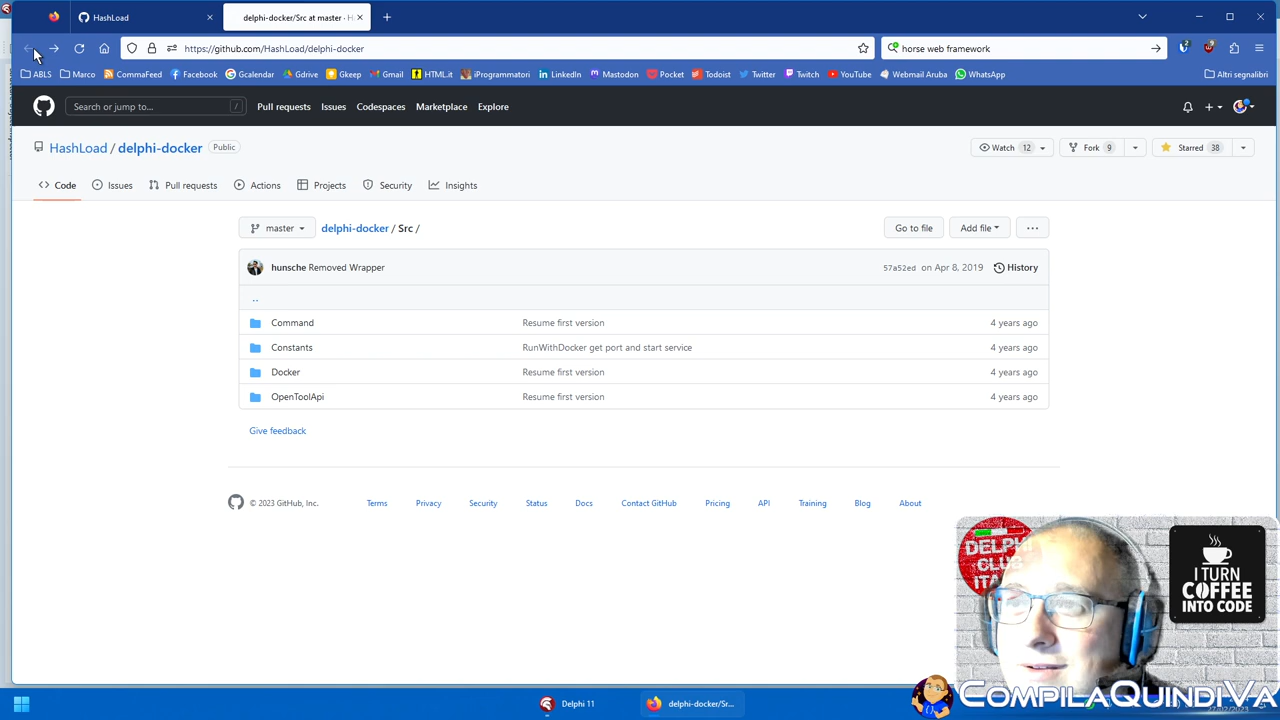 HashLoad
delphi-docker/Src at master · H
https://github.com/HashLoad/delphi-docker
horse web framework
ABLS Marco CommaFeed Facebook Gcalendar Gdrive Gkeep Gmail HTML.it iProgrammatori LinkedIn Mastodon Pocket Todoist Twitter Twitch YouTube Webmail Aruba WhatsApp Altri segnalibri
Search or jump to... / Pull requests Issues Codespaces Marketplace Explore
HashLoad / delphi-docker Public Watch 12 Fork 9 Starred 38
Code Issues Pull requests Actions Projects Security Insights
master delphi-docker / Src / Go to file Add file ...
hunsche Removed Wrapper 57a52ed on Apr 8, 2019 History
..
Command Resume first version 4 years ago
Constants RunWithDocker get port and start service 4 years ago
Docker Resume first version 4 years ago
OpenToolApi Resume first version 4 years ago
Give feedback
© 2023 GitHub, Inc. Terms Privacy Security Status Docs Contact GitHub Pricing API Training Blog About
DELPHI
CLUB
I TURN
COFFEE
INTO CODE
COMPILAQUINDIVA
Delphi 11 delphi-docker/Sr...